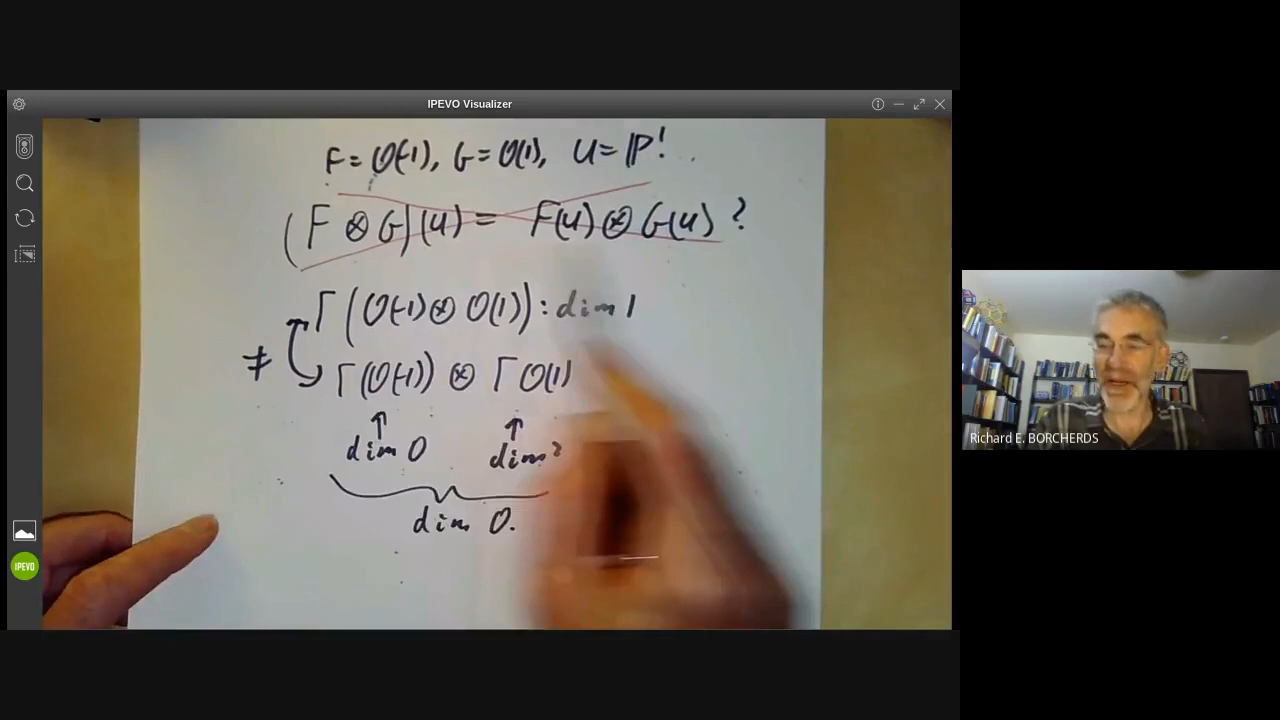 IPEVO Visualizer
F = O(-1), G = O(1), U = P¹.
(F ⊗ G)(U) = F(U) ⊗ G(U) ?
Γ(O(-1) ⊗ O(1)) : dim 1
≠
Γ(O(-1)) ⊗ Γ O(1)
↑ ↑
dim 0 dim 2
dim 0.
Richard E. BORCHERDS
IPEVO